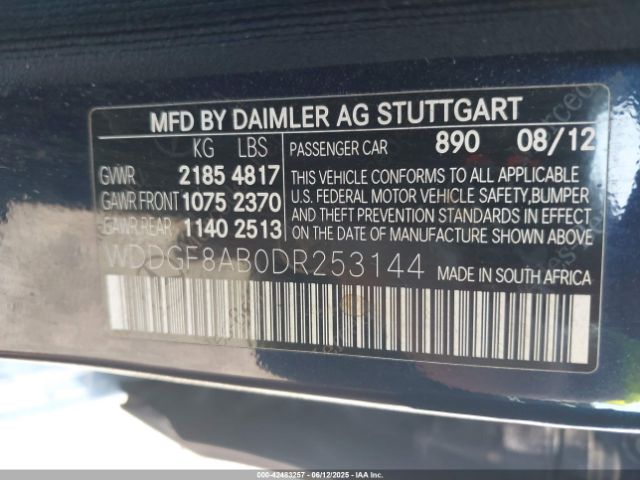 MFD BY DAIMLER AG STUTTGART
KG LBS
PASSENGER CAR 890 08/12
GVWR 2185 4817
GAWR FRONT 1075 2370
GAWR REAR 1140 2513
THIS VEHICLE CONFORMS TO ALL APPLICABLE
U.S. FEDERAL MOTOR VEHICLE SAFETY,BUMPER
AND THEFT PREVENTION STANDARDS IN EFFECT
ON THE DATE OF MANUFACTURE SHOWN ABOVE
WDDGF8AB0DR253144 MADE IN SOUTH AFRICA
000-42483257 - 06/12/2025 - IAAI.COM